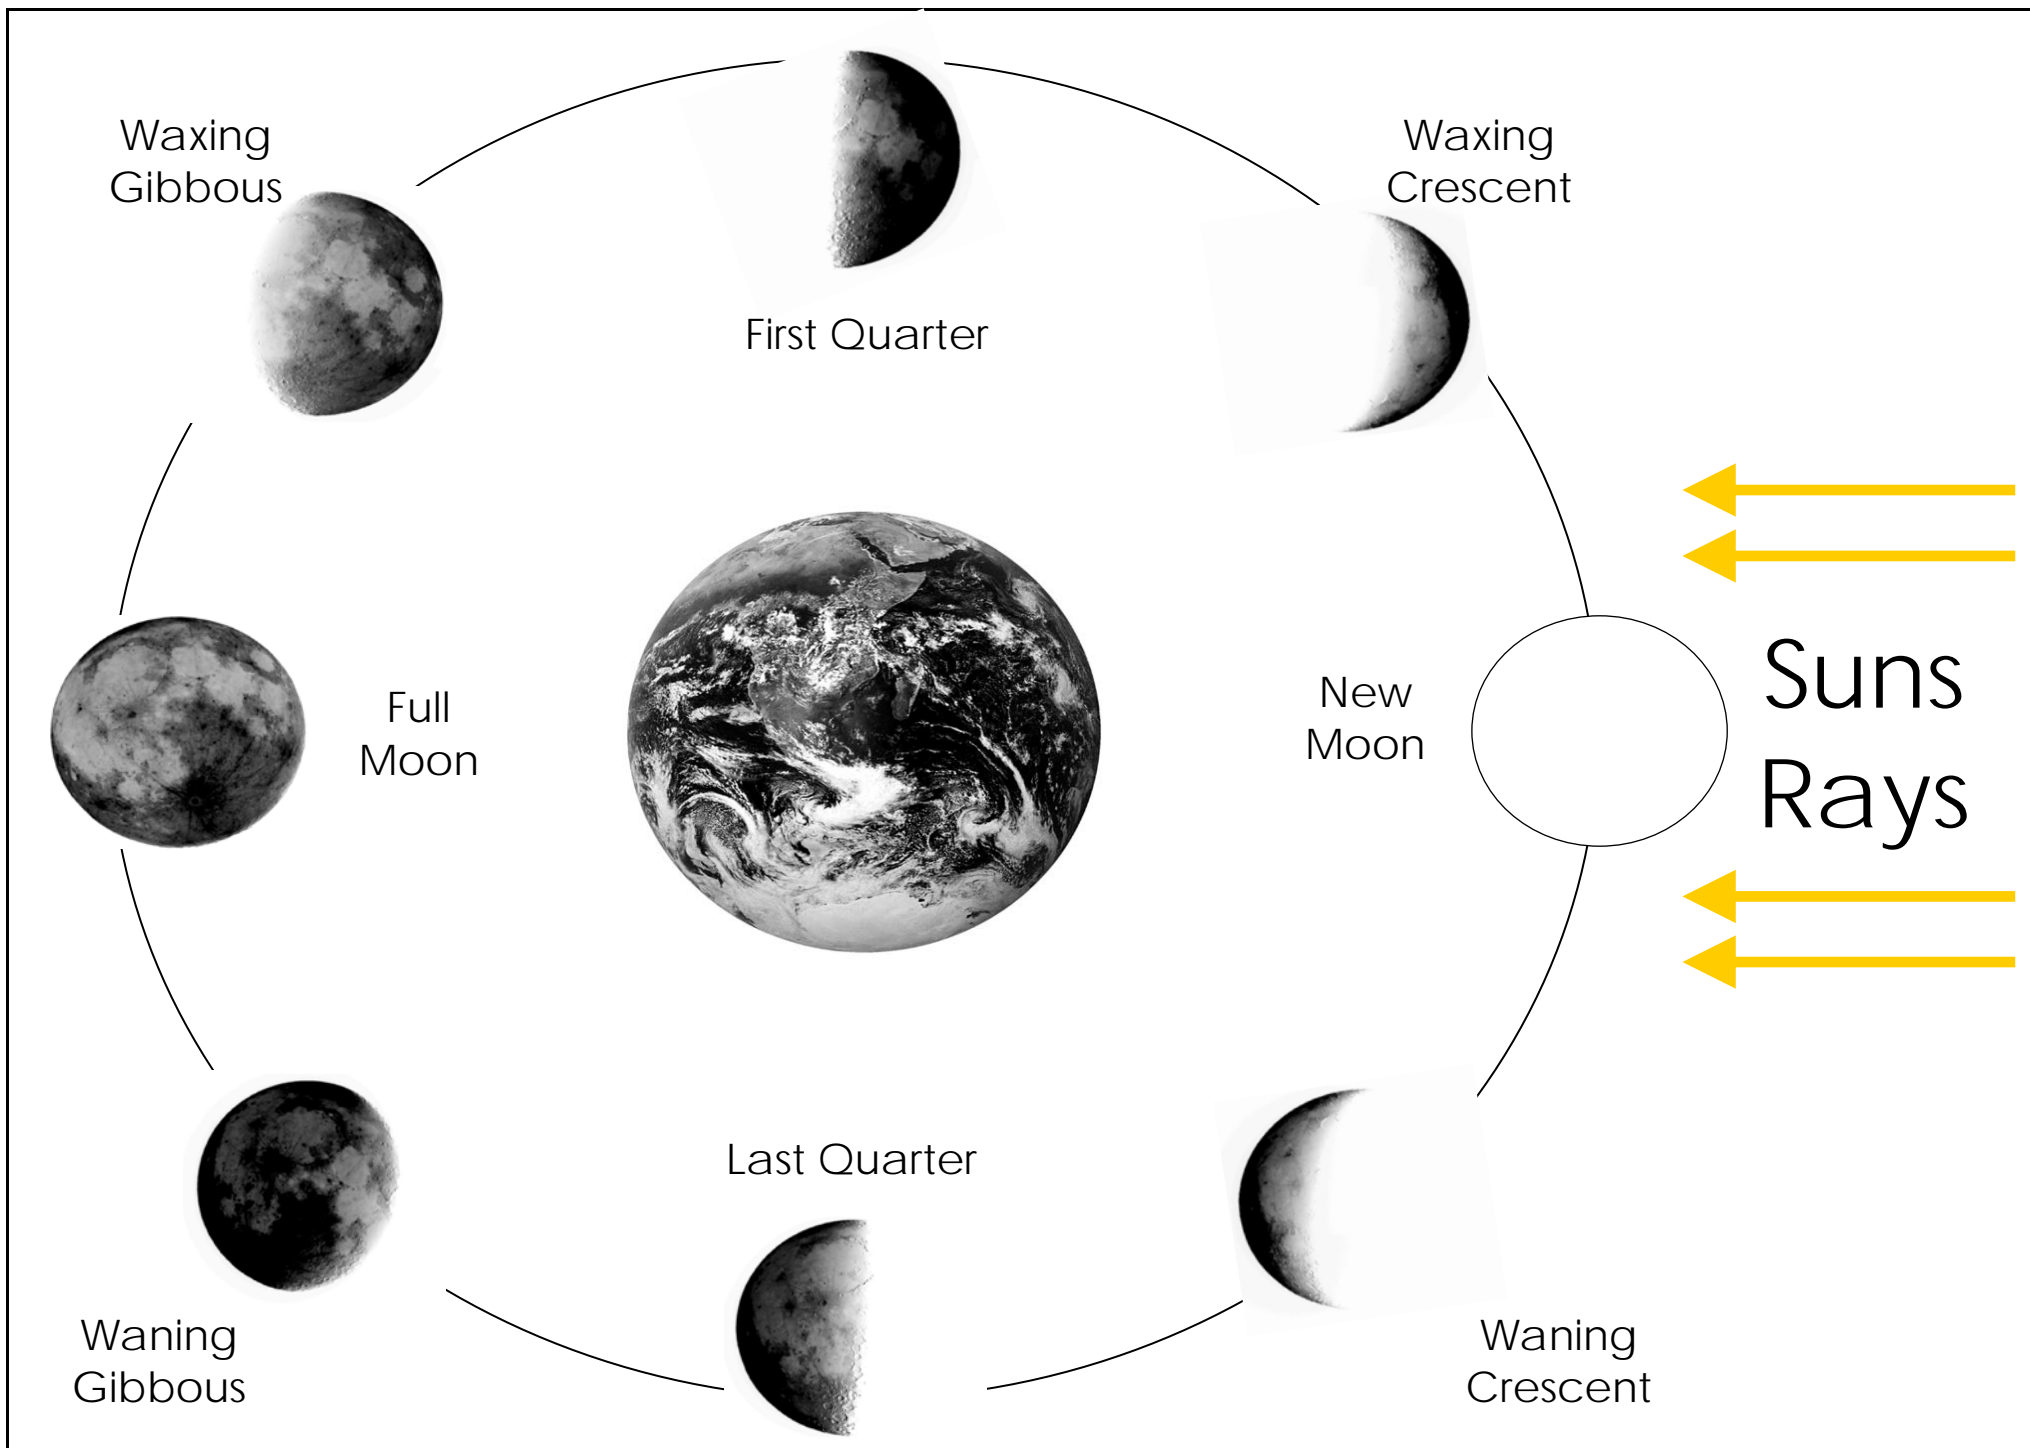 Waxing
Gibbous
Waxing
Crescent
First Quarter
Full
Moon
New
Moon
Suns
Rays
Last Quarter
Waning
Gibbous
Waning
Crescent